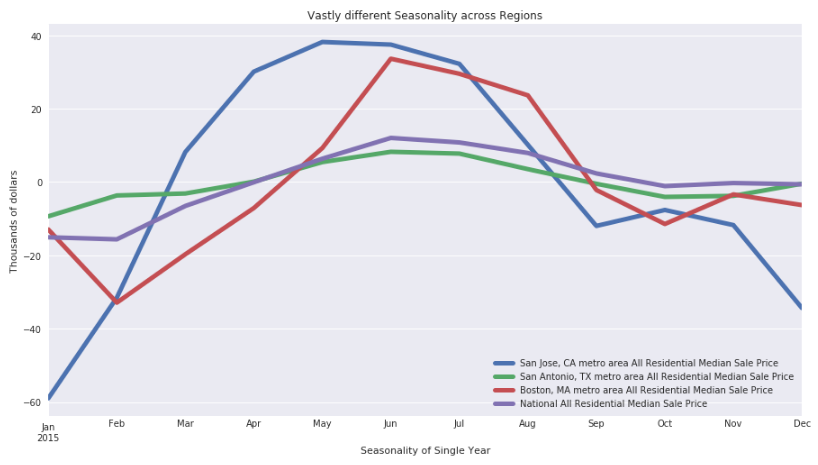 Vastly different Seasonality across Regions
Thousands of dollars
40
20
0
−20
−40
−60
San Jose, CA metro area All Residential Median Sale Price
San Antonio, TX metro area All Residential Median Sale Price
Boston, MA metro area All Residential Median Sale Price
National All Residential Median Sale Price
Jan Feb Mar Apr May Jun Jul Aug Sep Oct Nov Dec
2015
Seasonality of Single Year